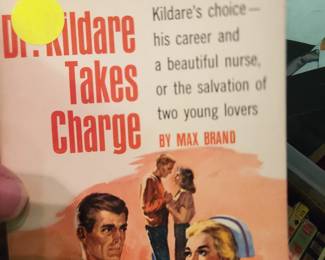 Dr. Kildare
Takes
Charge
Kildare's choice—
his career and
a beautiful nurse,
or the salvation of
two young lovers
BY MAX BRAND